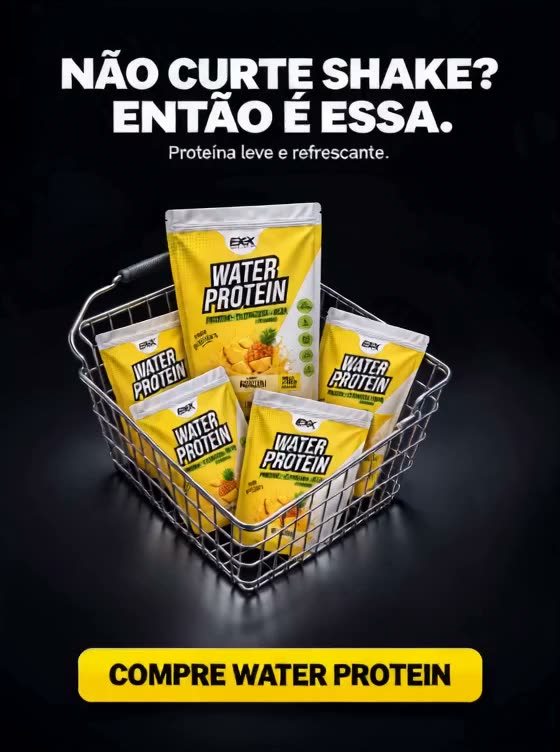 NÃO CURTE SHAKE?
ENTÃO É ESSA.
Proteína leve e refrescante.
WATER
PROTEIN
WATER
PROTEIN
WATER
PROTEIN
WATER
PROTEIN
WATER
PROTEIN
COMPRE WATER PROTEIN